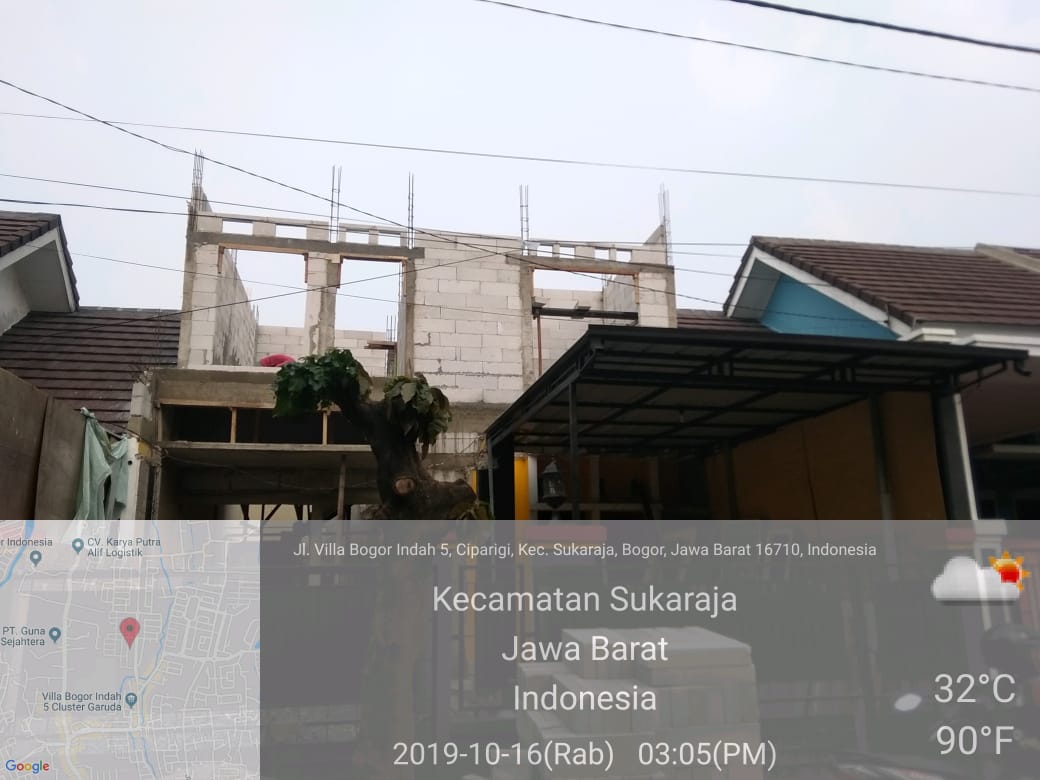 Jl. Villa Bogor Indah 5, Ciparigi, Kec. Sukaraja, Bogor, Jawa Barat 16710, Indonesia
Kecamatan Sukaraja
Jawa Barat
Indonesia
2019-10-16(Rab) 03:05(PM)
32°C
90°F
r Indonesia
CV. Karya Putra
Alif Logistik
PT. Guna
Sejahtera
Villa Bogor Indah
5 Cluster Garuda
Google